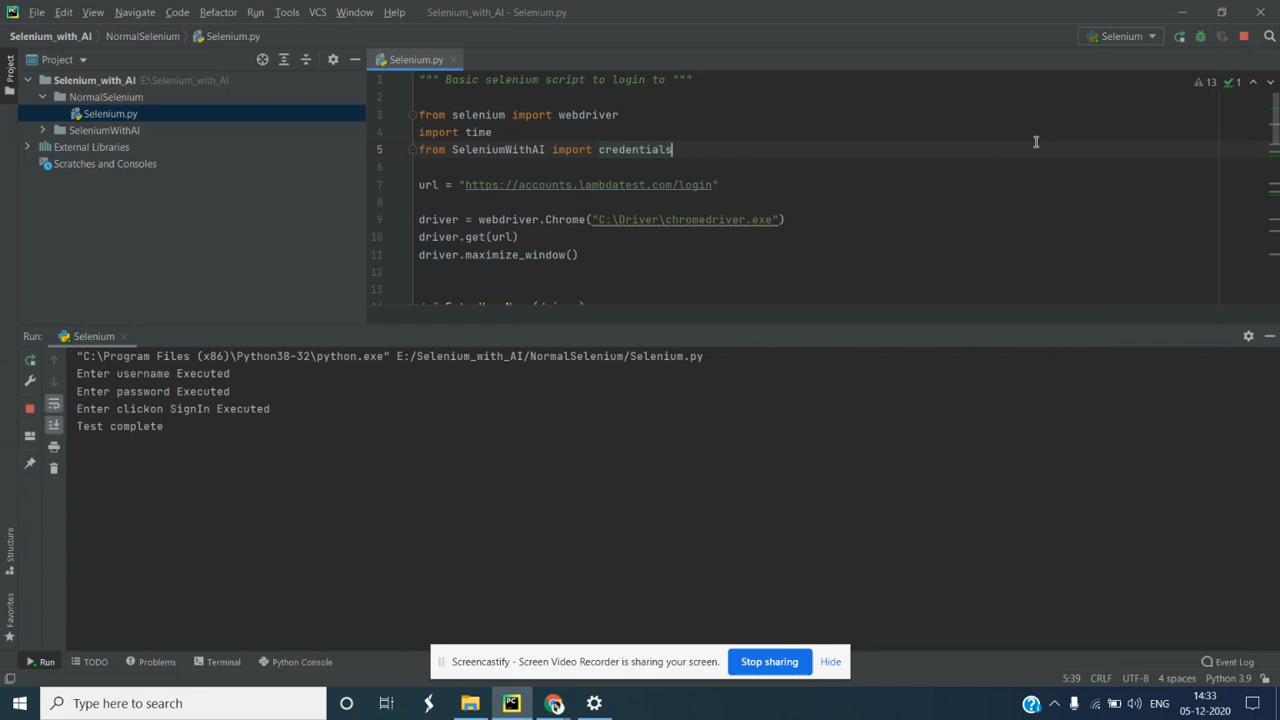 File Edit View Navigate Code Refactor Run Tools VCS Window Help Selenium_with_AI - Selenium.py
Selenium_with_AI NormalSelenium Selenium.py Selenium
Project Selenium.py
1 """ Basic selenium script to login to """ 13 1
Selenium_with_AI E:\Selenium_with_AI
2
NormalSelenium
Selenium.py
3 from selenium import webdriver
SeleniumWithAI
4 import time
External Libraries
5 from SeleniumWithAI import credentials
Scratches and Consoles
6
7 url = "https://accounts.lambdatest.com/login"
8
9 driver = webdriver.Chrome("C:\Driver\chromedriver.exe")
10 driver.get(url)
11 driver.maximize_window()
12
13
Project
Run: Selenium
"C:\Program Files (x86)\Python38-32\python.exe" E:/Selenium_with_AI/NormalSelenium/Selenium.py
Enter username Executed
Enter password Executed
Enter clickon SignIn Executed
Test complete
Structure
Favorites
Screencastify - Screen Video Recorder is sharing your screen. Stop sharing Hide
Run TODO Problems Terminal Python Console Event Log
5:39 CRLF UTF-8 4 spaces Python 3.9
Type here to search PC ENG 14:33
05-12-2020